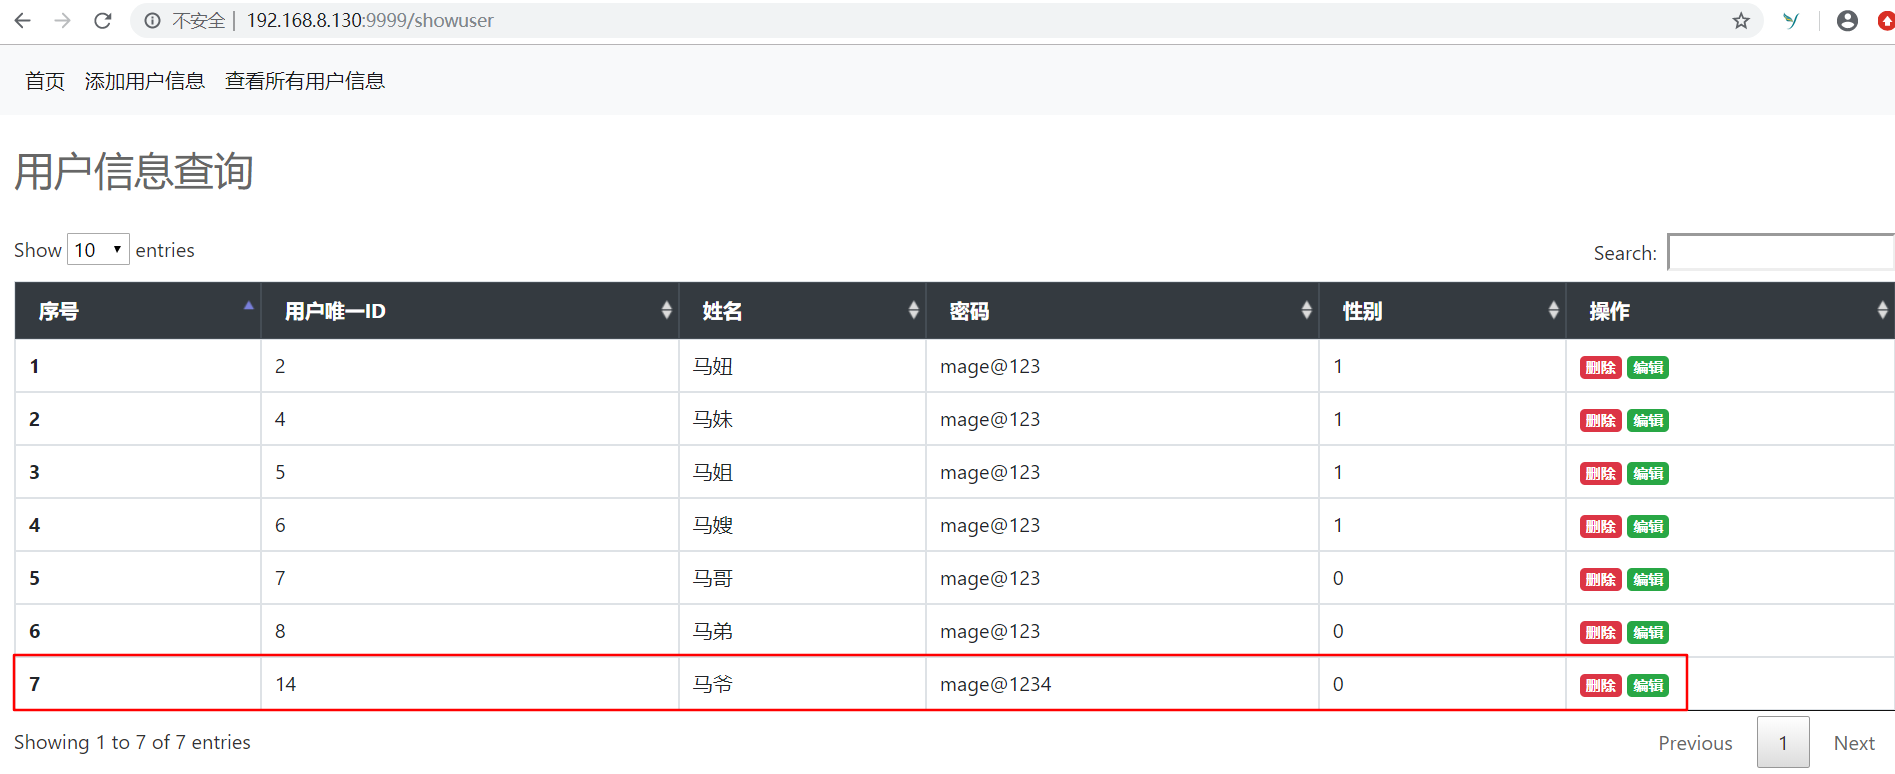 不安全 | 192.168.8.130:9999/showuser
首页 添加用户信息 查看所有用户信息
用户信息查询
Show 10 entries Search:
序号 用户唯一ID 姓名 密码 性别 操作
1 2 马妞 mage@123 1 删除 编辑
2 4 马妹 mage@123 1 删除 编辑
3 5 马姐 mage@123 1 删除 编辑
4 6 马嫂 mage@123 1 删除 编辑
5 7 马哥 mage@123 0 删除 编辑
6 8 马弟 mage@123 0 删除 编辑
7 14 马爷 mage@1234 0 删除 编辑
Showing 1 to 7 of 7 entries Previous 1 Next